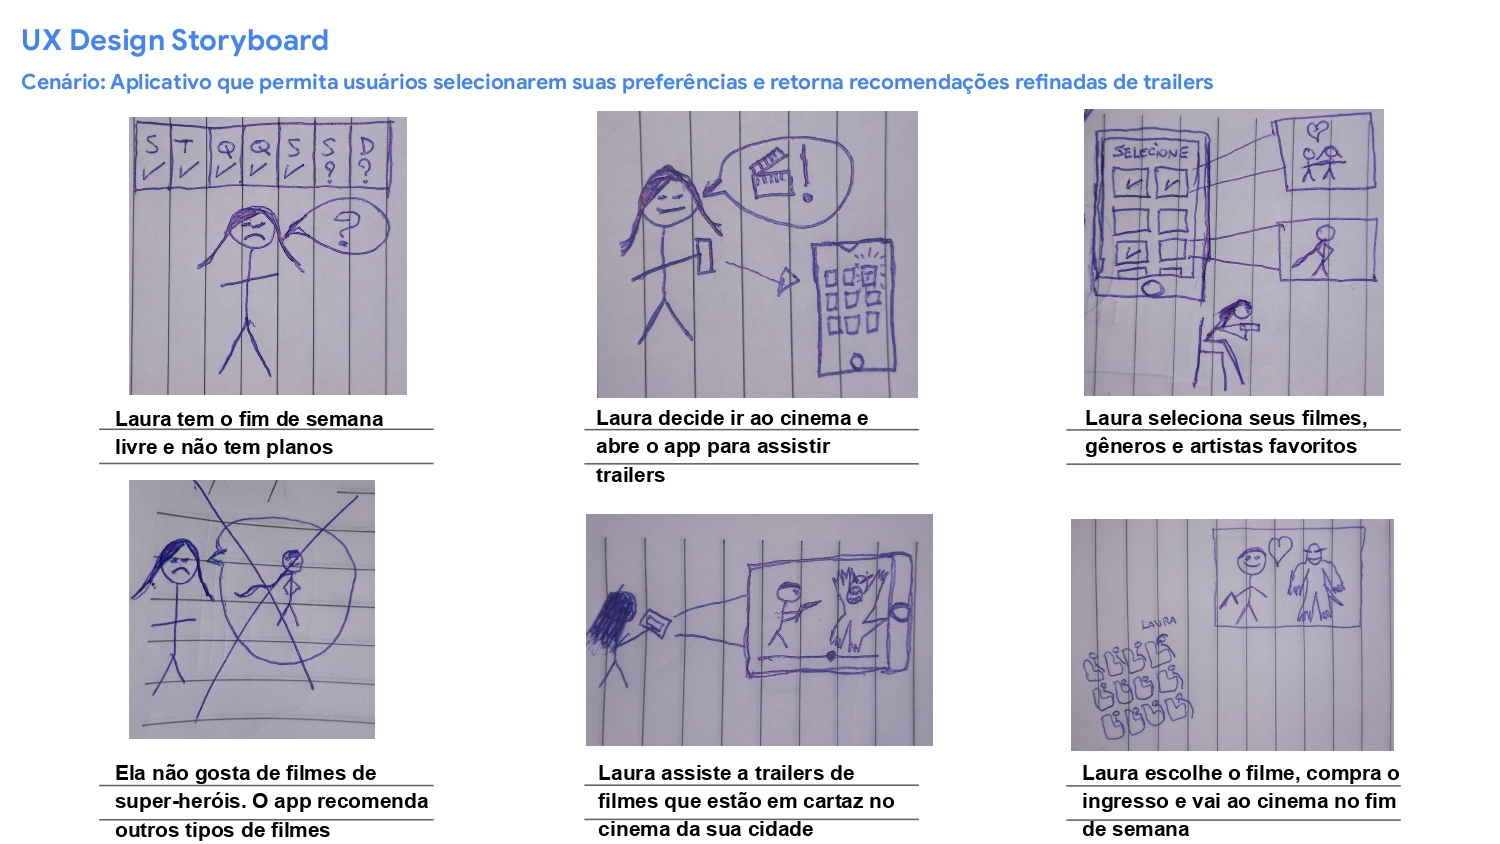 UX Design Storyboard
Cenário: Aplicativo que permita usuários selecionarem suas preferências e retorna recomendações refinadas de trailers
S T Q Q S S D
? ?
?
Laura tem o fim de semana
livre e não tem planos
!
Laura decide ir ao cinema e
abre o app para assistir
trailers
SELECIONE
Laura seleciona seus filmes,
gêneros e artistas favoritos
Ela não gosta de filmes de
super-heróis. O app recomenda
outros tipos de filmes
Laura assiste a trailers de
filmes que estão em cartaz no
cinema da sua cidade
LAURA
Laura escolhe o filme, compra o
ingresso e vai ao cinema no fim
de semana